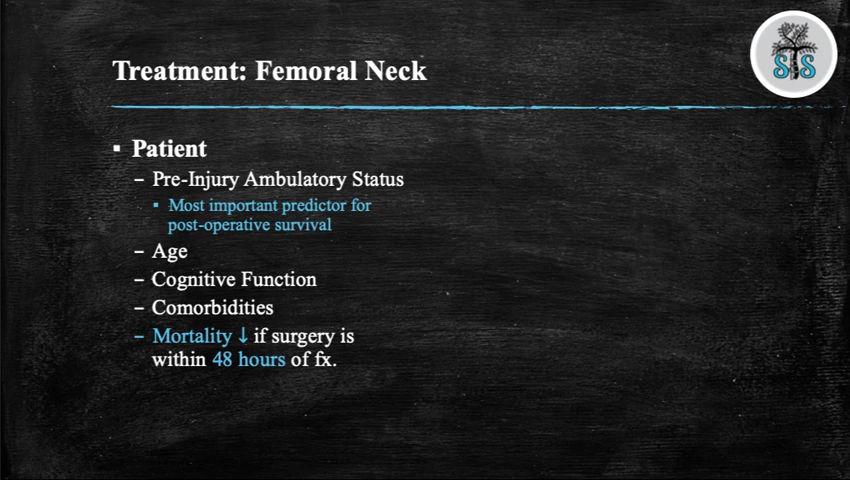 Treatment: Femoral Neck
S S
▪ Patient
– Pre-Injury Ambulatory Status
▪ Most important predictor for
post-operative survival
– Age
– Cognitive Function
– Comorbidities
– Mortality ↓ if surgery is
within 48 hours of fx.